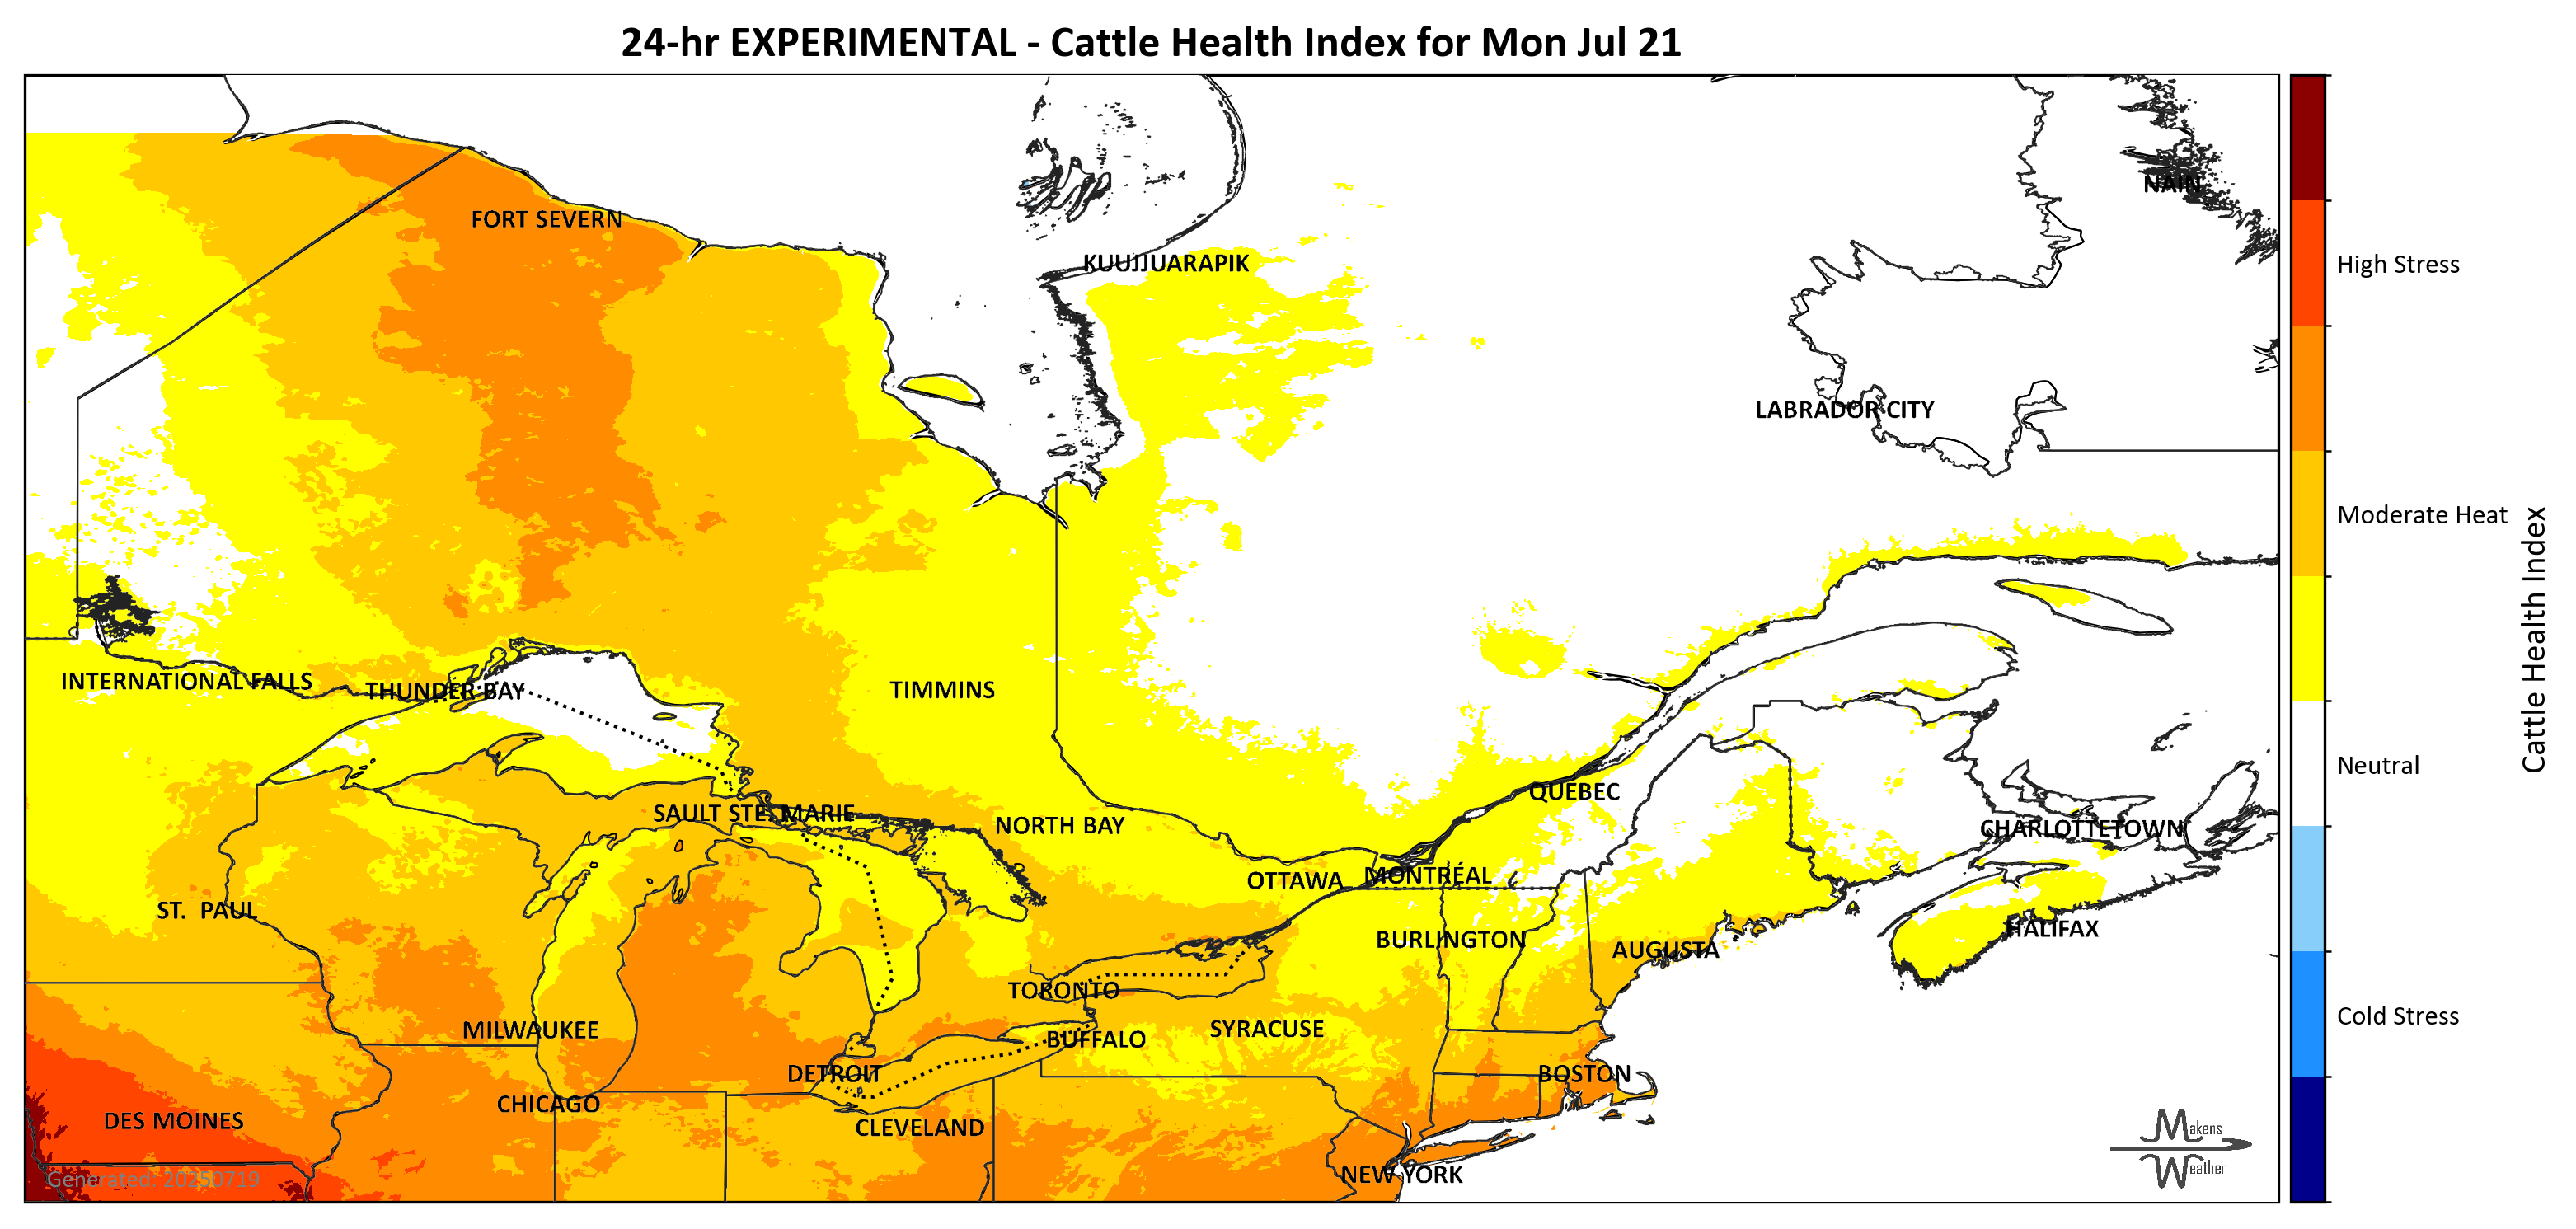 24-hr EXPERIMENTAL - Cattle Health Index for Mon Jul 21
NAIN
FORT SEVERN
KUUJJUARAPIK
High Stress
LABRADOR CITY
Moderate Heat
Cattle Health Index
INTERNATIONAL FALLS
THUNDER BAY
TIMMINS
Neutral
QUEBEC
SAULT STE. MARIE
NORTH BAY
CHARLOTTETOWN
OTTAWA
MONTRÉAL
ST. PAUL
HALIFAX
BURLINGTON
AUGUSTA
TORONTO
Cold Stress
MILWAUKEE
BUFFALO
SYRACUSE
DETROIT
BOSTON
CHICAGO
DES MOINES
CLEVELAND
Makens
Weather
NEW YORK
Generated: 20250719